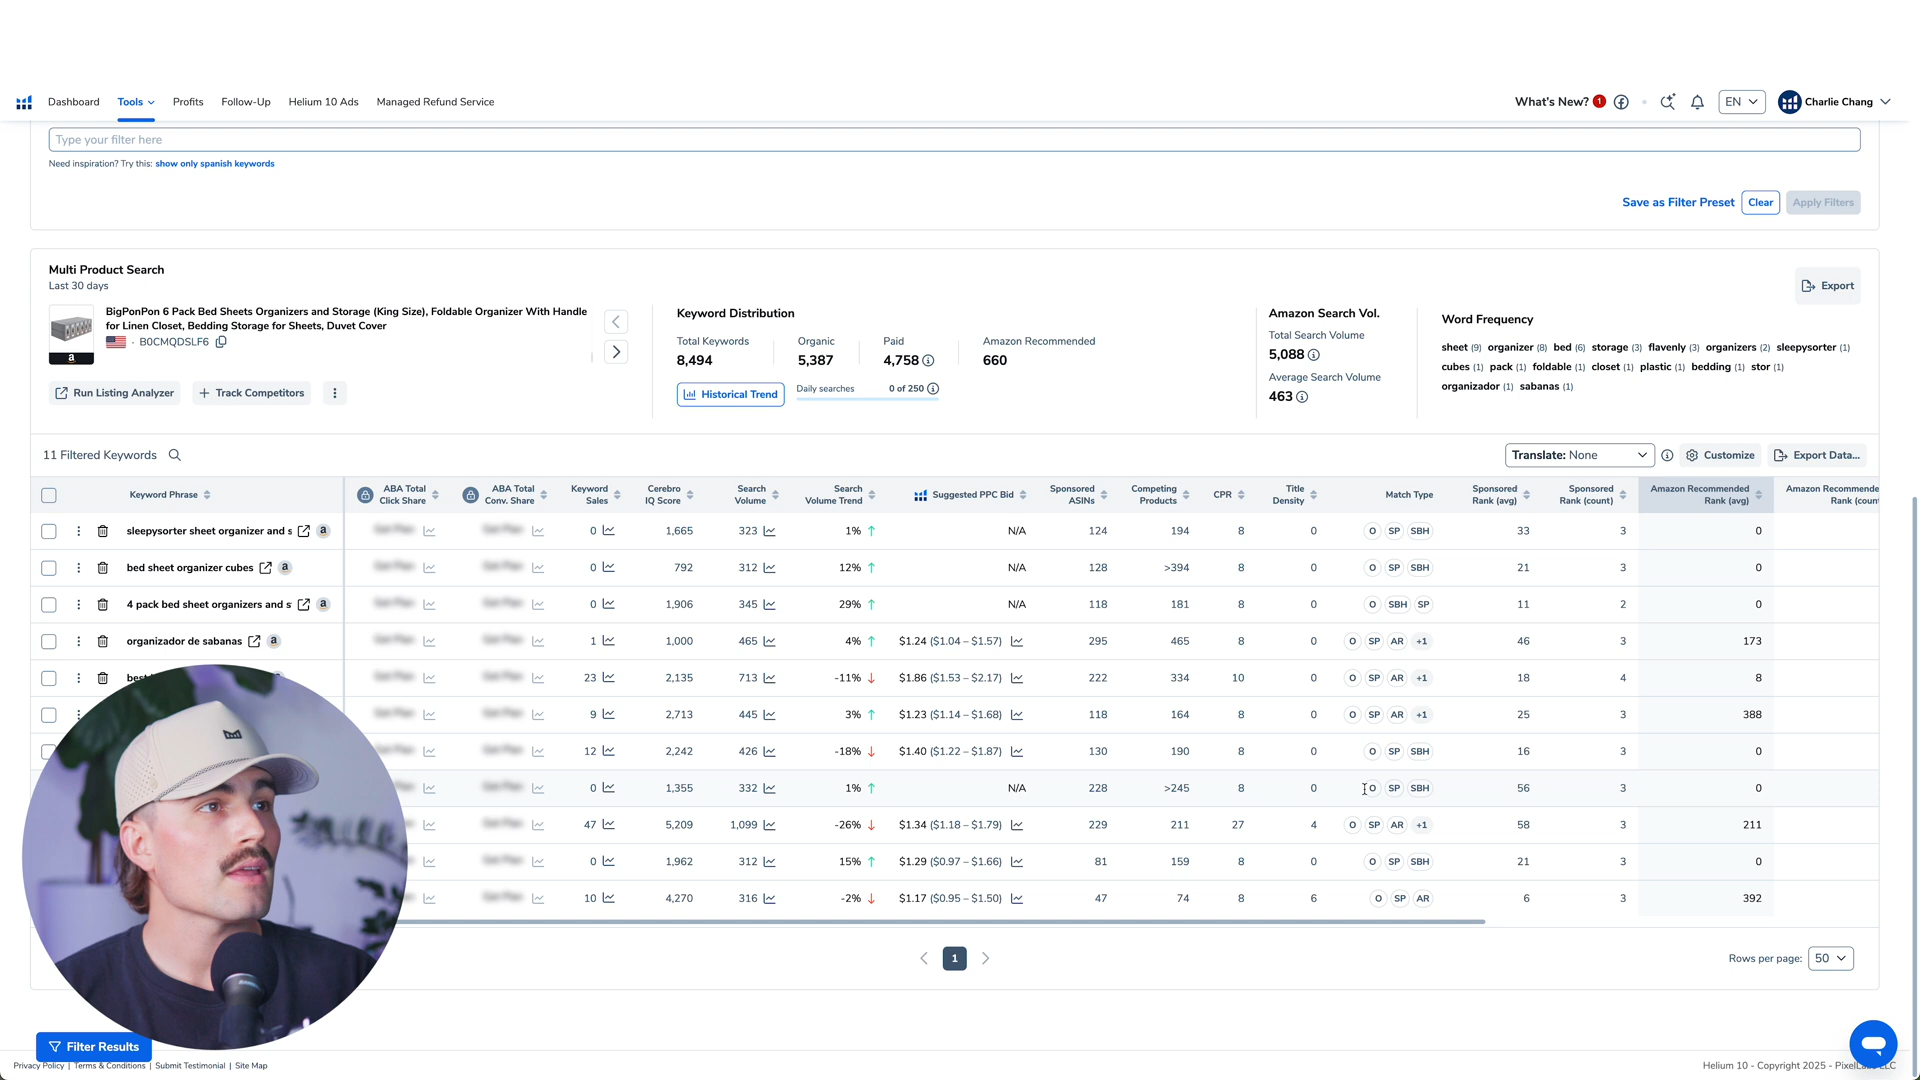 Dashboard Tools Profits Follow-Up Helium 10 Ads Managed Refund Service What's New? 1 EN Charlie Chang
Type your filter here
Need inspiration? Try this: show only spanish keywords
Save as Filter Preset Clear Apply Filters
Multi Product Search
Last 30 days
Export
BigPonPon 6 Pack Bed Sheets Organizers and Storage (King Size), Foldable Organizer With Handle
for Linen Closet, Bedding Storage for Sheets, Duvet Cover
B0CMQDSLF6
Run Listing Analyzer Track Competitors
Keyword Distribution
Total Keywords Organic Paid Amazon Recommended
8,494 5,387 4,758 660
Historical Trend Daily searches 0 of 250
Amazon Search Vol.
Total Search Volume
5,088
Average Search Volume
463
Word Frequency
sheet (9) organizer (8) bed (6) storage (3) flavenly (3) organizers (2) sleepysorter (1)
cubes (1) pack (1) foldable (1) closet (1) plastic (1) bedding (1) stor (1)
organizador (1) sabanas (1)
11 Filtered Keywords Translate: None Customize Export Data...
Keyword Phrase ABA Total Click Share ABA Total Conv. Share Keyword Sales Cerebro IQ Score Search Volume Search Volume Trend Suggested PPC Bid Sponsored ASINs Competing Products CPR Title Density Match Type Sponsored Rank (avg) Sponsored Rank (count) Amazon Recommended Rank (avg) Amazon Recommende Rank (coun
sleepysorter sheet organizer and s 0 1,665 323 1% N/A 124 194 8 0 O SP SBH 33 3 0
bed sheet organizer cubes 0 792 312 12% N/A 128 >394 8 0 O SP SBH 21 3 0
4 pack bed sheet organizers and s 0 1,906 345 29% N/A 118 181 8 0 O SBH SP 11 2 0
organizador de sabanas 1 1,000 465 4% $1.24 ($1.04 – $1.57) 295 465 8 0 O SP AR +1 46 3 173
best 23 2,135 713 -11% $1.86 ($1.53 – $2.17) 222 334 10 0 O SP AR +1 18 4 8
9 2,713 445 3% $1.23 ($1.14 – $1.68) 118 164 8 0 O SP AR +1 25 3 388
12 2,242 426 -18% $1.40 ($1.22 – $1.87) 130 190 8 0 O SP SBH 16 3 0
0 1,355 332 1% N/A 228 >245 8 0 O SP SBH 56 3 0
47 5,209 1,099 -26% $1.34 ($1.18 – $1.79) 229 211 27 4 O SP AR +1 58 3 211
0 1,962 312 15% $1.29 ($0.97 – $1.66) 81 159 8 0 O SP SBH 21 3 0
10 4,270 316 -2% $1.17 ($0.95 – $1.50) 47 74 8 6 O SP AR 6 3 392
1 Rows per page: 50
Filter Results
Privacy Policy | Terms & Conditions | Submit Testimonial | Site Map Helium 10 - Copyright 2025 - PixelLabs LLC